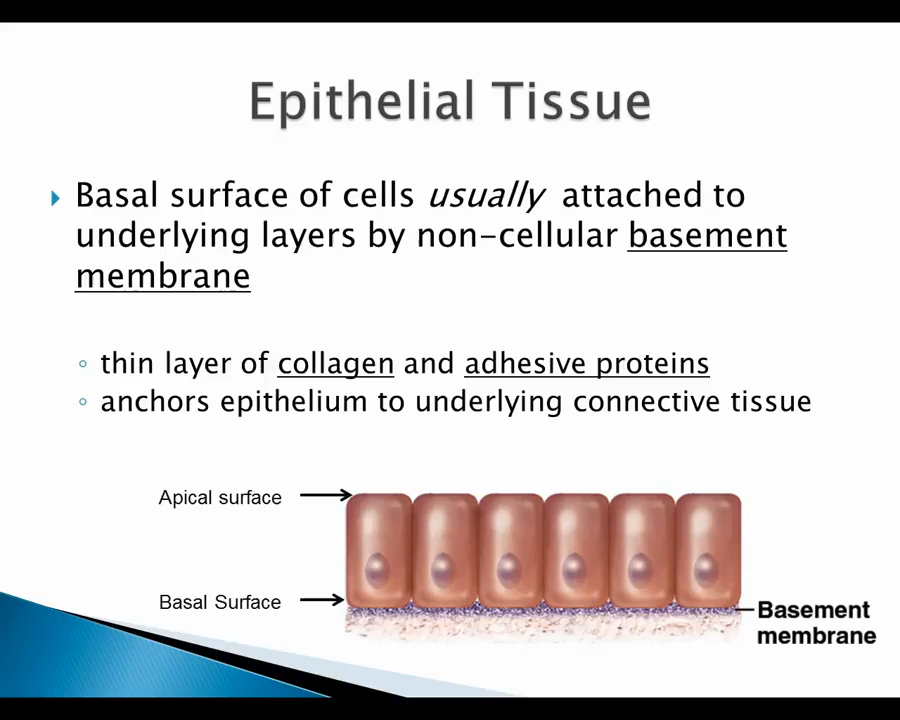 Epithelial Tissue
Basal surface of cells usually attached to
underlying layers by non-cellular basement
membrane
thin layer of collagen and adhesive proteins
anchors epithelium to underlying connective tissue
Apical surface
Basal Surface
Basement
membrane